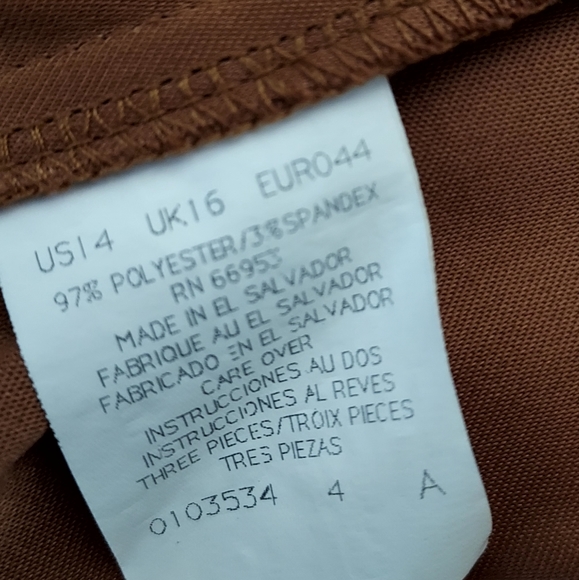 US14 UK16 EURO44
97% POLYESTER/3%SPANDEX
RN 66953
MADE IN EL SALVADOR
FABRIQUE AU EL SALVADOR
FABRICADO EN EL SALVADOR
CARE OVER
INSTRUCCIONES AU DOS
INSTRUCCIONES AL REVES
THREE PIECES/TROIX PIECES
TRES PIEZAS
0103534 4 A